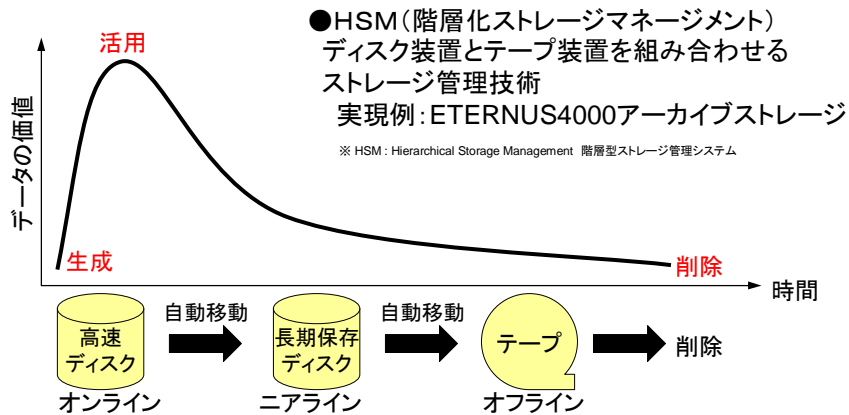 ●HSM(階層化ストレージマネージメント)
ディスク装置とテープ装置を組み合わせる
ストレージ管理技術
実現例:ETERNUS4000アーカイブストレージ
※ HSM : Hierarchical Storage Management 階層型ストレージ管理システム
活用
データの価値
生成
削除
時間
自動移動
自動移動
高速
ディスク
長期保存
ディスク
テープ
削除
オンライン
ニアライン
オフライン